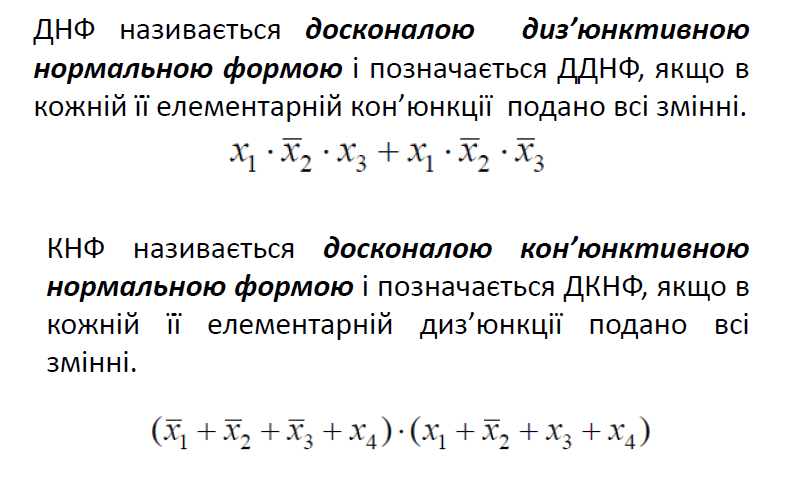 ДНФ називається досконалою диз’юнктивною
нормальною формою і позначається ДДНФ, якщо в
кожній її елементарній кон’юнкції подано всі змінні.
x₁ · x̅₂ · x₃ + x₁ · x̅₂ · x̅₃
КНФ називається досконалою кон’юнктивною
нормальною формою і позначається ДКНФ, якщо в
кожній її елементарній диз’юнкції подано всі
змінні.
(x̅₁ + x̅₂ + x̅₃ + x₄) · (x₁ + x̅₂ + x₃ + x₄)